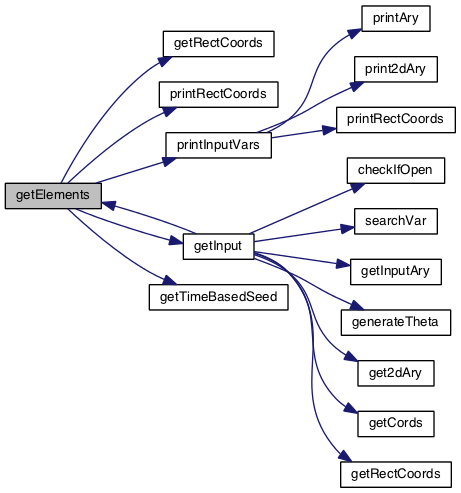 printAry
getRectCoords
print2dAry
printRectCoords
printRectCoords
printInputVars
checkIfOpen
getElements
searchVar
getInput
getInputAry
getTimeBasedSeed
generateTheta
get2dAry
getCords
getRectCoords